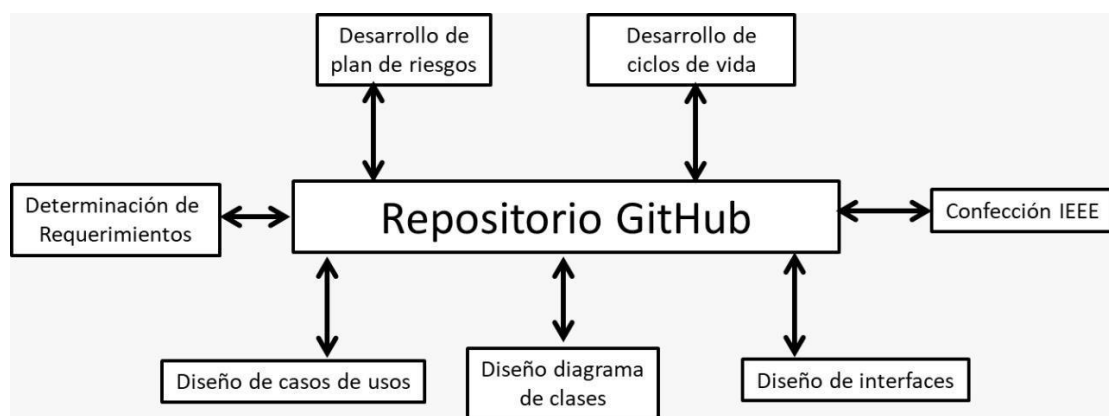 Desarrollo de
plan de riesgos
Desarrollo de
ciclos de vida
Determinación de
Requerimientos
Repositorio GitHub
Confección IEEE
Diseño de casos de usos
Diseño diagrama
de clases
Diseño de interfaces